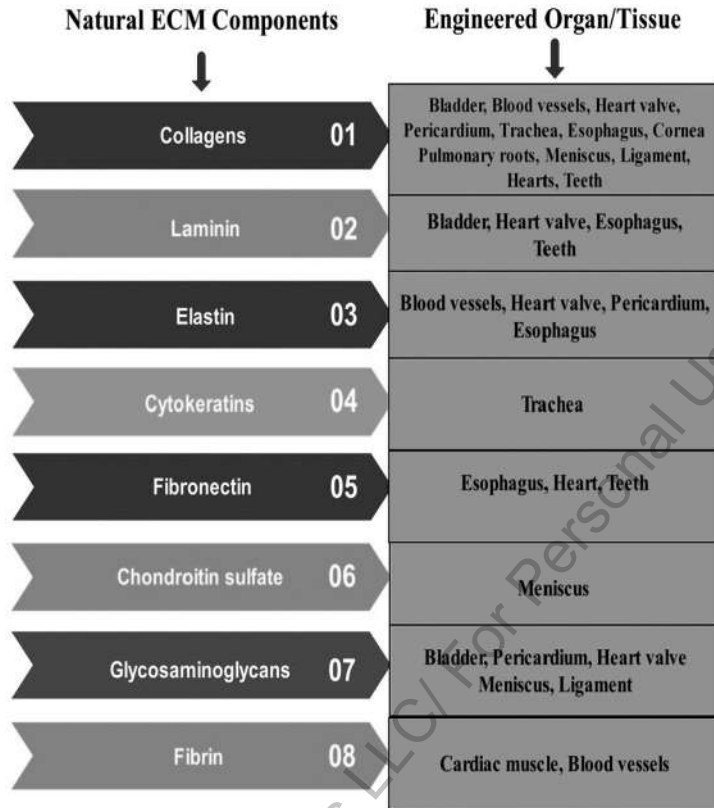 Natural ECM Components
Engineered Organ/Tissue
Collagens 01
Bladder, Blood vessels, Heart valve,
Pericardium, Trachea, Esophagus, Cornea
Pulmonary roots, Meniscus, Ligament,
Hearts, Teeth
Laminin 02
Bladder, Heart valve, Esophagus,
Teeth
Elastin 03
Blood vessels, Heart valve, Pericardium,
Esophagus
Cytokeratins 04
Trachea
Fibronectin 05
Esophagus, Heart, Teeth
Chondroitin sulfate 06
Meniscus
Glycosaminoglycans 07
Bladder, Pericardium, Heart valve
Meniscus, Ligament
Fibrin 08
Cardiac muscle, Blood vessels
LLC/ For Personal